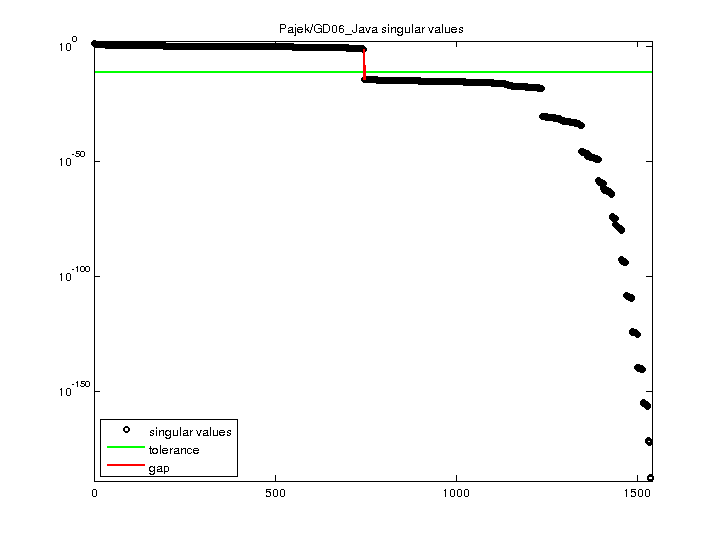 Pajek/GD06_Java singular values
10^0
10^-50
10^-100
10^-150
singular values
tolerance
gap
0 500 1000 1500